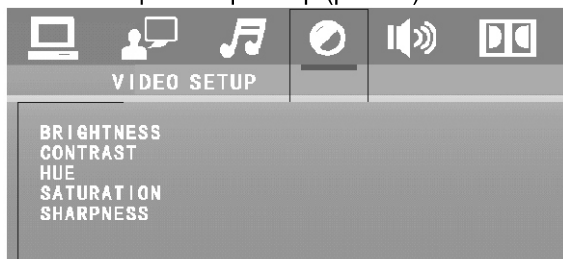 VIDEO SETUP
BRIGHTNESS
CONTRAST
HUE
SATURATION
SHARPNESS